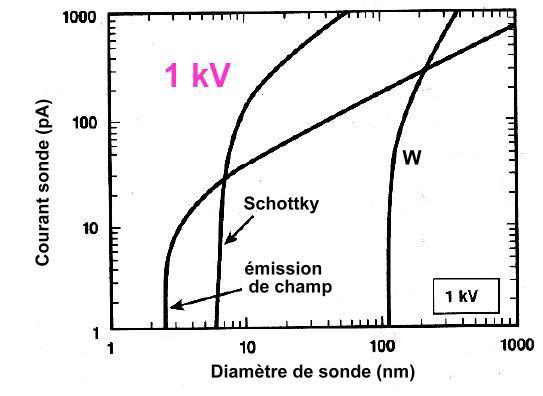 1000
1 kV
100
W
Schottky
10
émission
de champ
1 kV
1
1
10
100
1000
Courant sonde (pA)
Diamètre de sonde (nm)